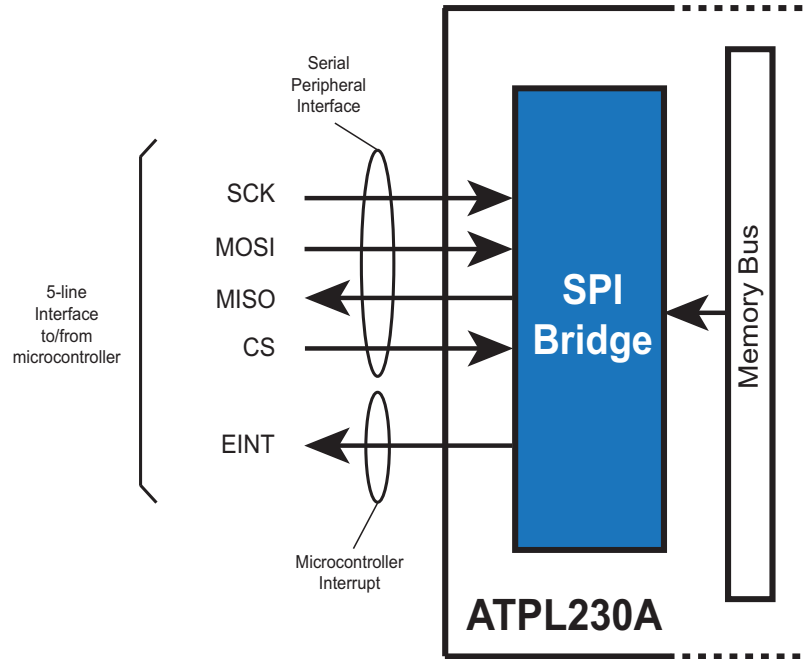 Serial
Peripheral
Interface
SCK
MOSI
MISO
CS
EINT
5-line
Interface
to/from
microcontroller
Microcontroller
Interrupt
SPI
Bridge
Memory Bus
ATPL230A